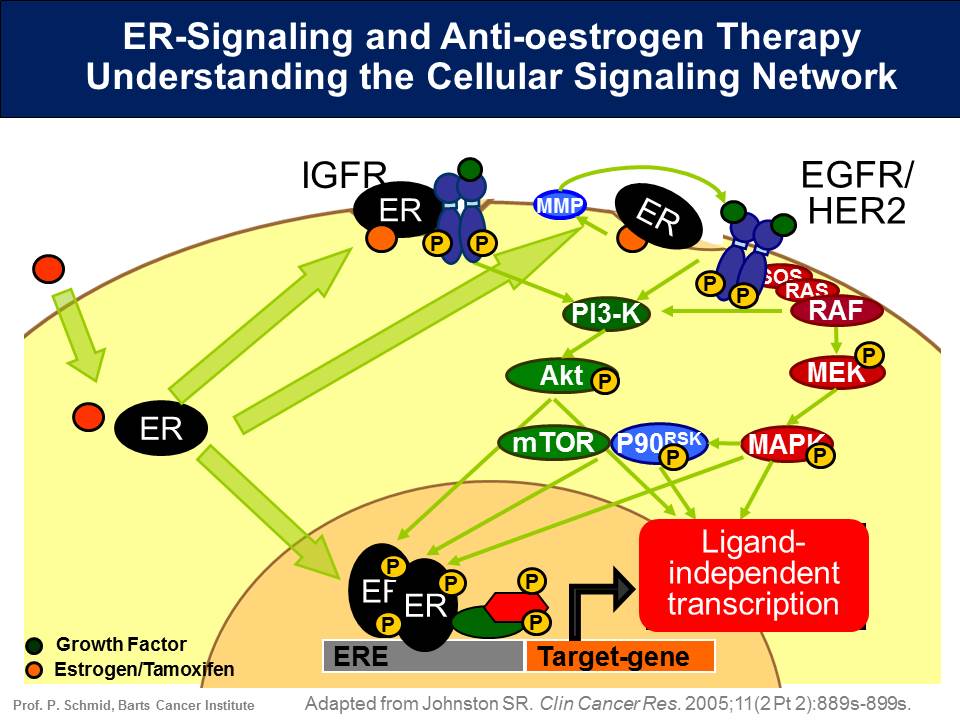 ER-Signaling and Anti-oestrogen Therapy
Understanding the Cellular Signaling Network
IGFR
EGFR/
HER2
ER
MMP
ER
P
P
P
P
SOS
RAS
RAF
PI3-K
P
MEK
Akt
P
ER
mTOR
P90RSK
P
MAPK
P
Ligand-
independent
transcription
P
P
P
ER
ER
P
P
Growth Factor
Estrogen/Tamoxifen
ERE
Target-gene
Prof. P. Schmid, Barts Cancer Institute
Adapted from Johnston SR. Clin Cancer Res. 2005;11(2 Pt 2):889s-899s.